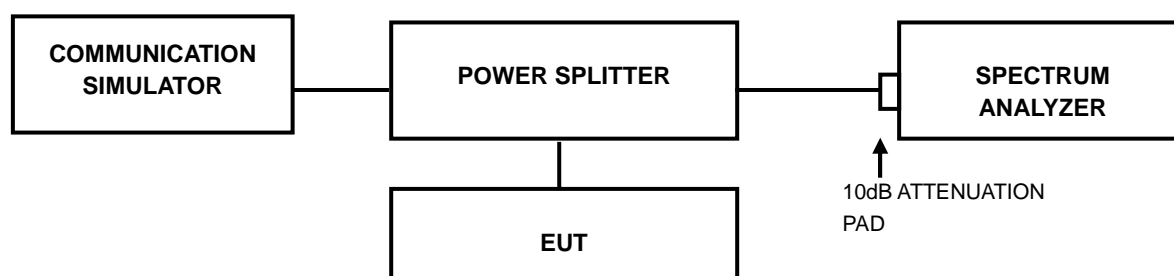 COMMUNICATION
SIMULATOR
POWER SPLITTER
SPECTRUM
ANALYZER
10dB ATTENUATION
PAD
EUT